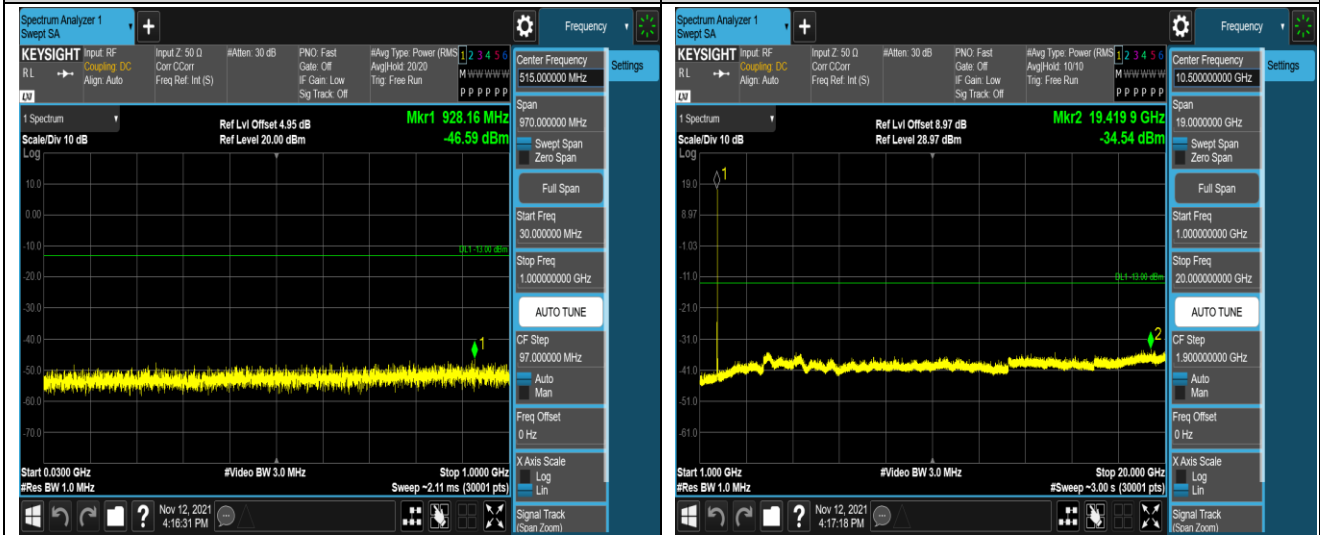 Spectrum Analyzer 1
Swept SA
+
Frequency
KEYSIGHT
RL
LXI
Input: RF
Coupling: DC
Align: Auto
Input Z: 50 Ω
Corr CCorr
Freq Ref: Int (S)
#Atten: 30 dB
PNO: Fast
Gate: Off
IF Gain: Low
Sig Track: Off
#Avg Type: Power (RMS
Avg|Hold: 20/20
Trig: Free Run
1 2 3 4 5 6
M W W W W W
P P P P P P
Center Frequency
515.000000 MHz
Settings
Span
970.000000 MHz
Swept Span
Zero Span
Full Span
Start Freq
30.000000 MHz
Stop Freq
1.000000000 GHz
AUTO TUNE
CF Step
97.000000 MHz
Auto
Man
Freq Offset
0 Hz
X Axis Scale
Log
Lin
Signal Track
(Span Zoom)
1 Spectrum
Scale/Div 10 dB
Log
Ref Lvl Offset 4.95 dB
Ref Level 20.00 dBm
Mkr1 928.16 MHz
-46.59 dBm
10.0
0.00
-10.0
-20.0
-30.0
-40.0
-50.0
-60.0
-70.0
DL1 -13.00 dBm
1
Start 0.0300 GHz
#Res BW 1.0 MHz
#Video BW 3.0 MHz
Stop 1.0000 GHz
Sweep ~2.11 ms (30001 pts)
?
Nov 12, 2021
4:16:31 PM
Spectrum Analyzer 1
Swept SA
+
Frequency
KEYSIGHT
RL
LXI
Input: RF
Coupling: DC
Align: Auto
Input Z: 50 Ω
Corr CCorr
Freq Ref: Int (S)
#Atten: 30 dB
PNO: Fast
Gate: Off
IF Gain: Low
Sig Track: Off
#Avg Type: Power (RMS
Avg|Hold: 10/10
Trig: Free Run
1 2 3 4 5 6
M W W W W W
P P P P P P
Center Frequency
10.500000000 GHz
Settings
Span
19.0000000 GHz
Swept Span
Zero Span
Full Span
Start Freq
1.000000000 GHz
Stop Freq
20.000000000 GHz
AUTO TUNE
CF Step
1.900000000 GHz
Auto
Man
Freq Offset
0 Hz
X Axis Scale
Log
Lin
Signal Track
(Span Zoom)
1 Spectrum
Scale/Div 10 dB
Log
Ref Lvl Offset 8.97 dB
Ref Level 28.97 dBm
Mkr2 19.419 9 GHz
-34.54 dBm
19.0
8.97
-1.03
-11.0
-21.0
-31.0
-41.0
-51.0
-61.0
1
DL1 -13.00 dBm
2
Start 1.000 GHz
#Res BW 1.0 MHz
#Video BW 3.0 MHz
Stop 20.000 GHz
#Sweep ~3.00 s (30001 pts)
?
Nov 12, 2021
4:17:18 PM